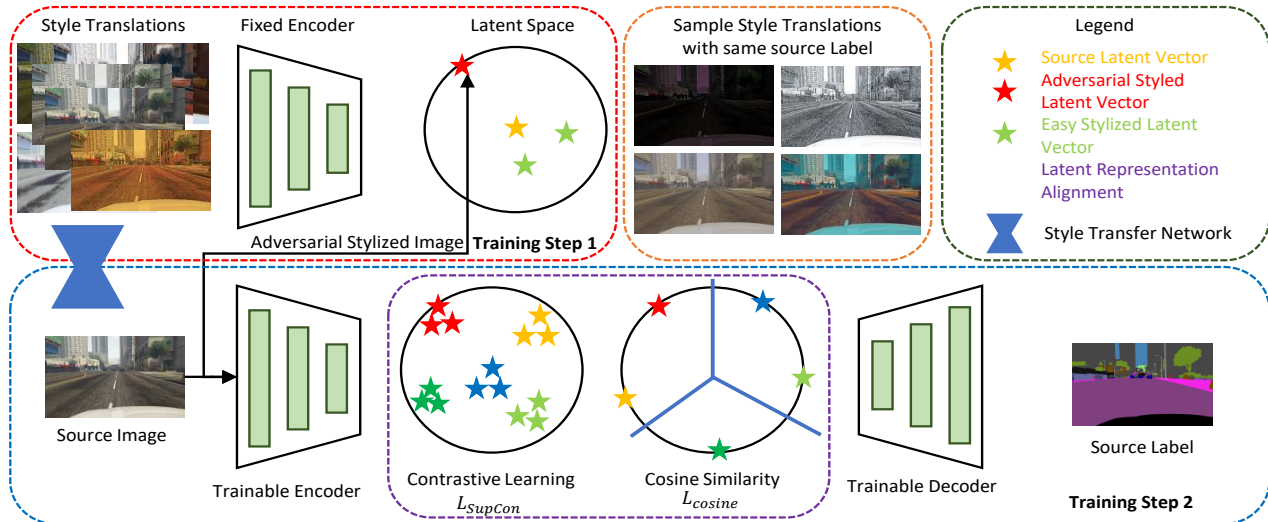 Style Translations
Fixed Encoder
Latent Space
Adversarial Stylized Image
Training Step 1
Sample Style Translations
with same source Label
Legend
Source Latent Vector
Adversarial Styled
Latent Vector
Easy Stylized Latent
Vector
Latent Representation
Alignment
Style Transfer Network
Source Image
Trainable Encoder
Contrastive Learning
L_SupCon
Cosine Similarity
L_cosine
Trainable Decoder
Source Label
Training Step 2